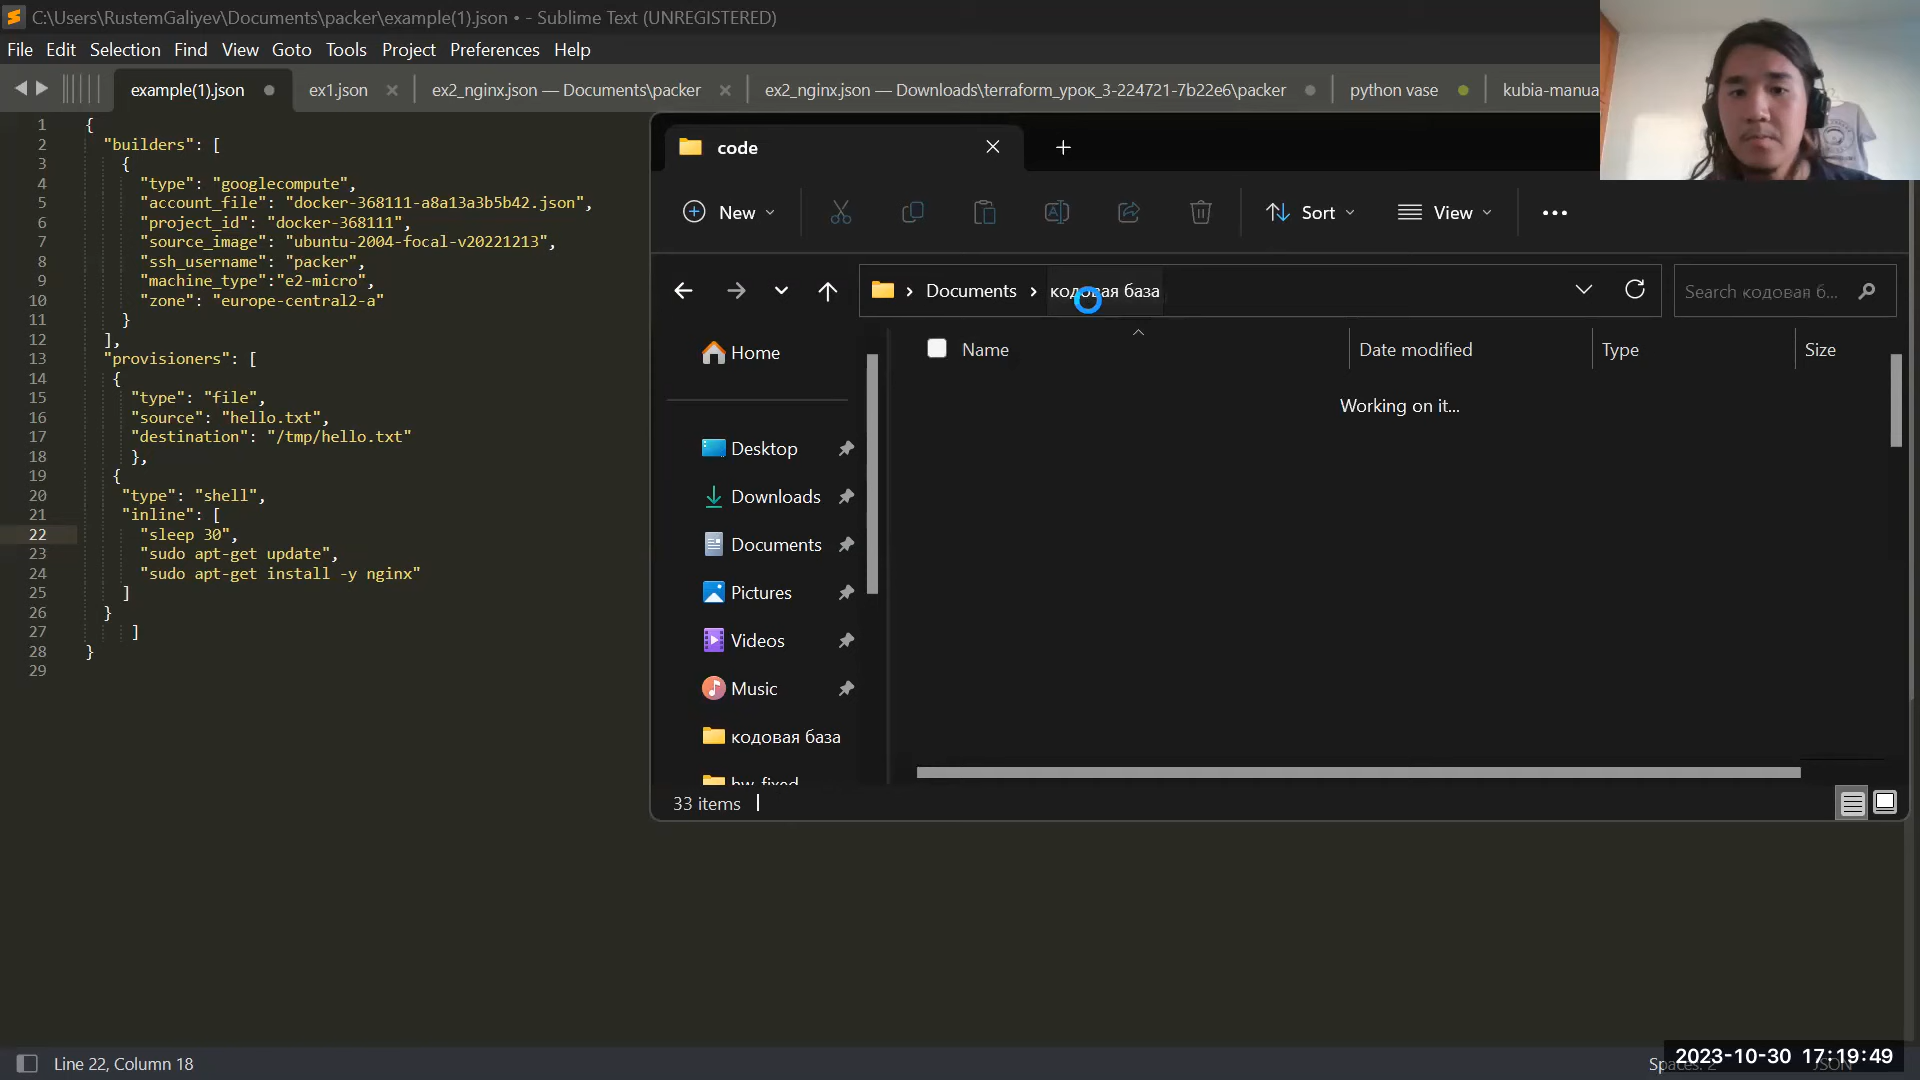 C:\Users\RustemGaliyev\Documents\packer\example(1).json • - Sublime Text (UNREGISTERED)
File Edit Selection Find View Goto Tools Project Preferences Help
example(1).json ex1.json ex2_nginx.json — Documents\packer ex2_nginx.json — Downloads\terraform_урок_3-224721-7b22e6\packer python vase kubia-manua
1 {
2 "builders": [
3 {
4 "type": "googlecompute",
5 "account_file": "docker-368111-a8a13a3b5b42.json",
6 "project_id": "docker-368111",
7 "source_image": "ubuntu-2004-focal-v20221213",
8 "ssh_username": "packer",
9 "machine_type":"e2-micro",
10 "zone": "europe-central2-a"
11 }
12 ],
13 "provisioners": [
14 {
15 "type": "file",
16 "source": "hello.txt",
17 "destination": "/tmp/hello.txt"
18 },
19 {
20 "type": "shell",
21 "inline": [
22 "sleep 30",
23 "sudo apt-get update",
24 "sudo apt-get install -y nginx"
25 ]
26 }
27 ]
28 }
29
code
New Sort View
Documents кодовая база
Search кодовая б...
Name Date modified Type Size
Working on it...
Home
Desktop
Downloads
Documents
Pictures
Videos
Music
кодовая база
hw_fixed
33 items
Line 22, Column 18
Spaces: 2 JSON
2023-10-30 17:19:49